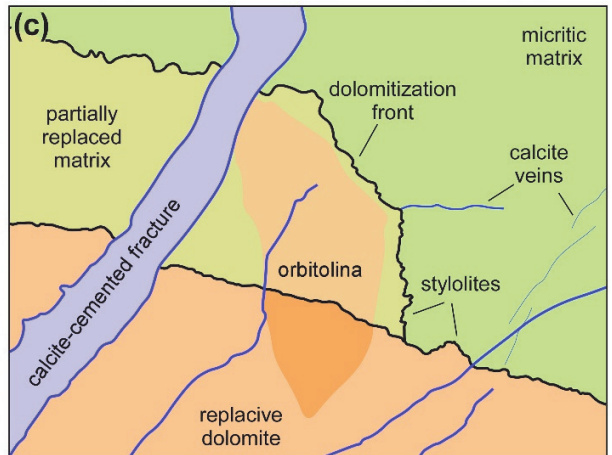 (c)
micritic
matrix
dolomitization
front
partially
replaced
matrix
calcite
veins
calcite-cemented fracture
orbitolina
stylolites
replacive
dolomite